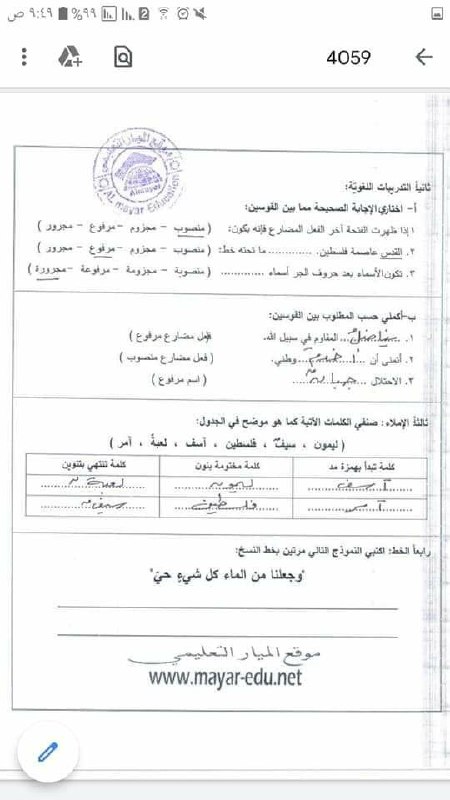 ٩:٤٩ ص ٩٩%
4059
موقع الميار التعليمي
Almayar
AL mayar Education
ثانياً التدريبات اللغوية:
أ- اختاري الإجابة الصحيحة مما بين القوسين:
١. إذا ظهرت الفتحة آخر الفعل المضارع فإنه يكون: ( منصوب – مجزوم – مرفوع – مجرور )
٢. القدس عاصمة فلسطين. .............. ما تحته خط: ( منصوب – مجزوم – مرفوع – مجرور )
٣. تكون الأسماء بعد حروف الجر أسماء .............. ( منصوبة – مجزومة – مرفوعة – مجرورة )
ب-أكملي حسب المطلوب بين القوسين:
١. يناضل المقاوم في سبيل الله. ( فعل مضارع مرفوع )
٢. أتمنى أن أخدم وطني. ( فعل مضارع منصوب )
٣. الاحتلال ( اسم مرفوع )
ثالثاً الإملاء: صنفي الكلمات الآتية كما هو موضح في الجدول:
( ليمون ، سيفٌ ، فلسطين ، آسف ، لعبةٌ ، آمر )
كلمة تبدأ بهمزة مد كلمة مختومة بنون كلمة تنتهي بتنوين
آسف ليمون لعبةٌ
آمر فلسطين سيفٌ
رابعاً الخط: اكتبي النموذج التالي مرتين بخط النسخ:
"وجعلنا من الماء كل شيءٍ حيّ"
موقع الميار التعليمي
www.mayar-edu.net